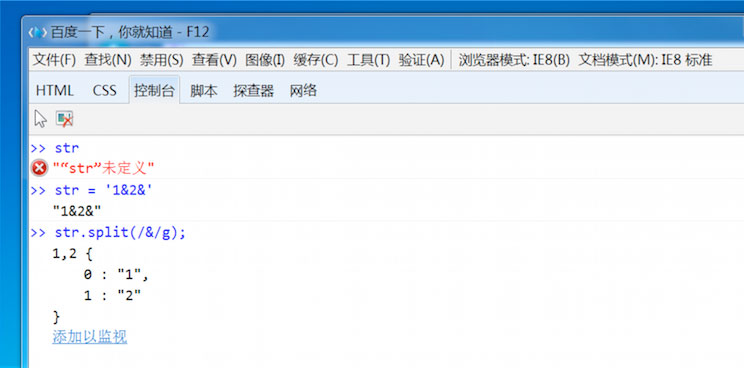 百度一下，你就知道 - F12
文件(F) 查找(N) 禁用(S) 查看(V) 图像(I) 缓存(C) 工具(T) 验证(A) 浏览器模式: IE8(B) 文档模式(M): IE8 标准
HTML CSS 控制台 脚本 探查器 网络
>> str
"“str”未定义"
>> str = '1&2&'
"1&2&"
>> str.split(/&/g);
1,2 {
0 : "1",
1 : "2"
}
添加以监视